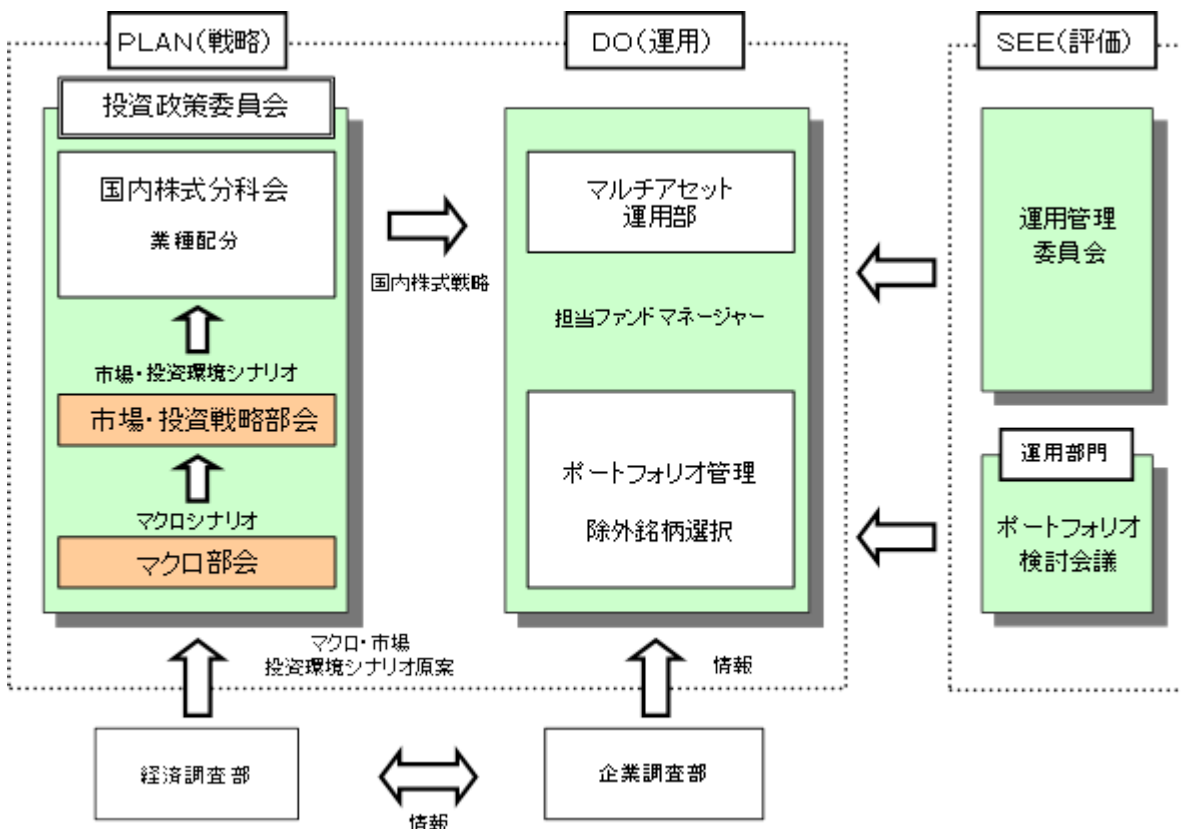 PLAN(戦略)
投資政策委員会
国内株式分科会
業種配分
市場・投資環境シナリオ
市場・投資戦略部会
マクロシナリオ
マクロ部会
国内株式戦略
DO(運用)
マルチアセット
運用部
担当ファンドマネージャー
ポートフォリオ管理
除外銘柄選択
SEE(評価)
運用管理
委員会
運用部門
ポートフォリオ
検討会議
マクロ・市場
投資環境シナリオ原案
情報
経済調査部
情報
企業調査部